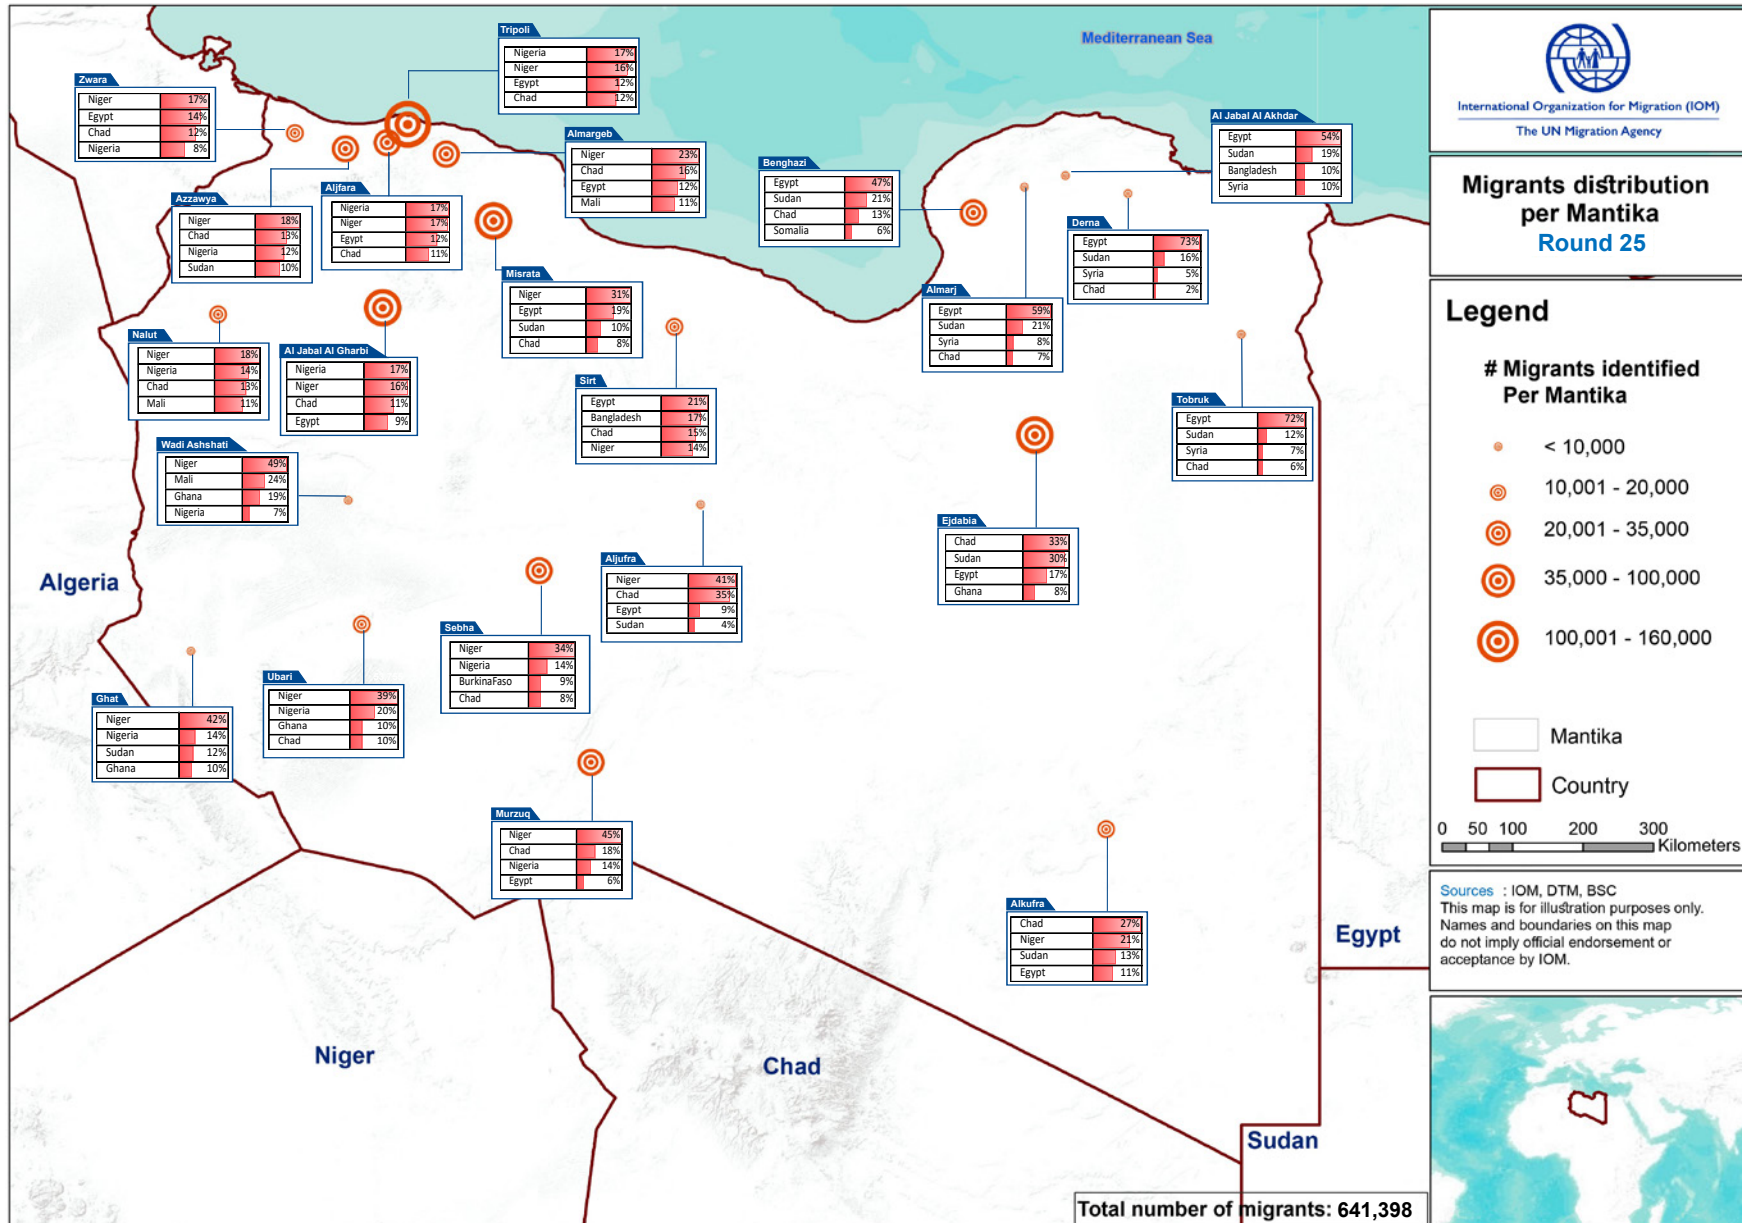 Mediterranean Sea
Tripoli
Nigeria 17%
Niger 16%
Egypt 12%
Chad 12%
Zwara
Niger 17%
Egypt 14%
Chad 12%
Nigeria 8%
Azzawya
Niger 18%
Chad 13%
Nigeria 12%
Sudan 10%
Aljfara
Nigeria 17%
Niger 17%
Egypt 12%
Chad 11%
Almargeb
Niger 23%
Chad 16%
Egypt 12%
Mali 11%
Benghazi
Egypt 47%
Sudan 21%
Chad 13%
Somalia 6%
Al Jabal Al Akhdar
Egypt 54%
Sudan 19%
Bangladesh 10%
Syria 10%
Derna
Egypt 73%
Sudan 16%
Syria 5%
Chad 2%
Almarj
Egypt 59%
Sudan 21%
Syria 8%
Chad 7%
Misrata
Niger 31%
Egypt 19%
Sudan 10%
Chad 8%
Nalut
Niger 18%
Nigeria 14%
Chad 13%
Mali 11%
Al Jabal Al Gharbi
Nigeria 17%
Niger 16%
Chad 11%
Egypt 9%
Sirt
Egypt 21%
Bangladesh 17%
Chad 15%
Niger 14%
Tobruk
Egypt 72%
Sudan 12%
Syria 7%
Chad 6%
Wadi Ashshati
Niger 49%
Mali 24%
Ghana 19%
Nigeria 7%
Ejdabia
Chad 33%
Sudan 30%
Egypt 17%
Ghana 8%
Aljufra
Niger 41%
Chad 35%
Egypt 9%
Sudan 4%
Sebha
Niger 34%
Nigeria 14%
BurkinaFaso 9%
Chad 8%
Ubari
Niger 39%
Nigeria 20%
Ghana 10%
Chad 10%
Ghat
Niger 42%
Nigeria 14%
Sudan 12%
Ghana 10%
Murzuq
Niger 45%
Chad 18%
Nigeria 14%
Egypt 6%
Alkufra
Chad 27%
Niger 21%
Sudan 13%
Egypt 11%
Algeria
Niger
Chad
Egypt
Sudan
Total number of migrants: 641,398
International Organization for Migration (IOM)
The UN Migration Agency
Migrants distribution
per Mantika
Round 25
Legend
# Migrants identified
Per Mantika
< 10,000
10,001 - 20,000
20,001 - 35,000
35,000 - 100,000
100,001 - 160,000
Mantika
Country
0 50 100 200 300
Kilometers
Sources : IOM, DTM, BSC
This map is for illustration purposes only.
Names and boundaries on this map
do not imply official endorsement or
acceptance by IOM.